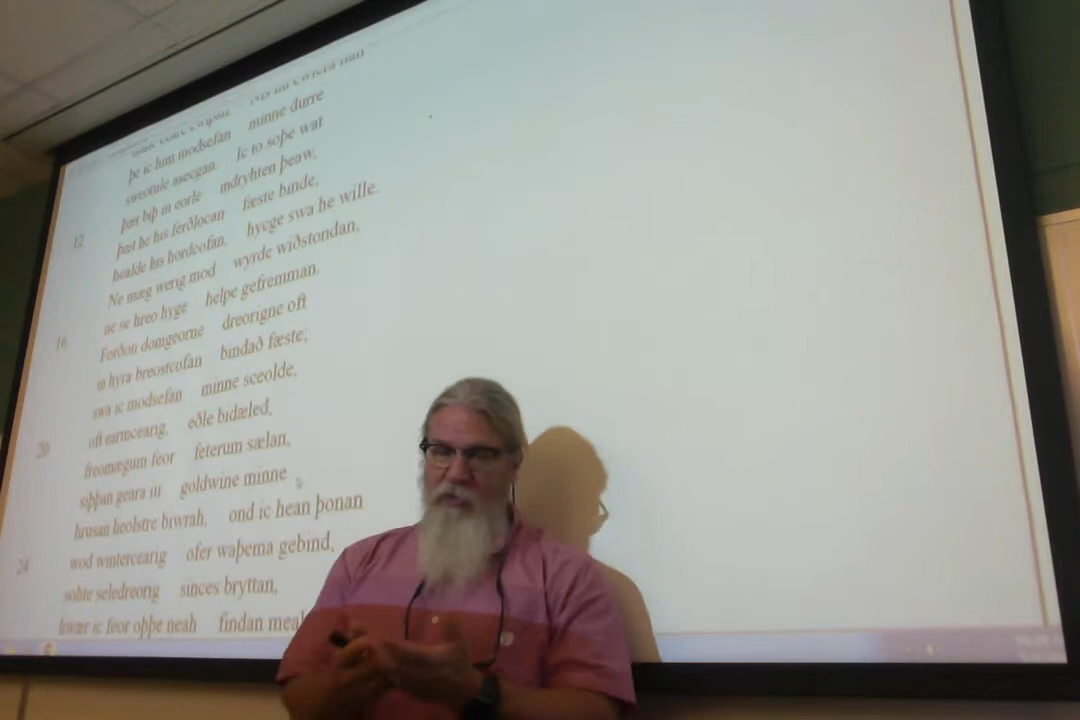 þe ic him modsefan minne durre
sweotule asecgan. Ic to soþe wat
þæt biþ in eorle indryhten þeaw,
12 þæt he his ferðlocan fæste binde,
healde his hordcofan, hycge swa he wille.
Ne mæg werig mod wyrde wiðstondan,
ne se hreo hyge helpe gefremman.
16 Forðon domgeorne dreorigne oft
in hyra breostcofan bindað fæste;
swa ic modsefan minne sceolde,
oft earmcearig, eðle bidæled,
20 freomægum feor feterum sælan,
siþþan geara iu goldwine minne
hrusan heolstre biwrah, ond ic hean þonan
wod wintercearig ofer waþema gebind,
24 sohte seledreorig sinces bryttan,
hwær ic feor oþþe neah findan